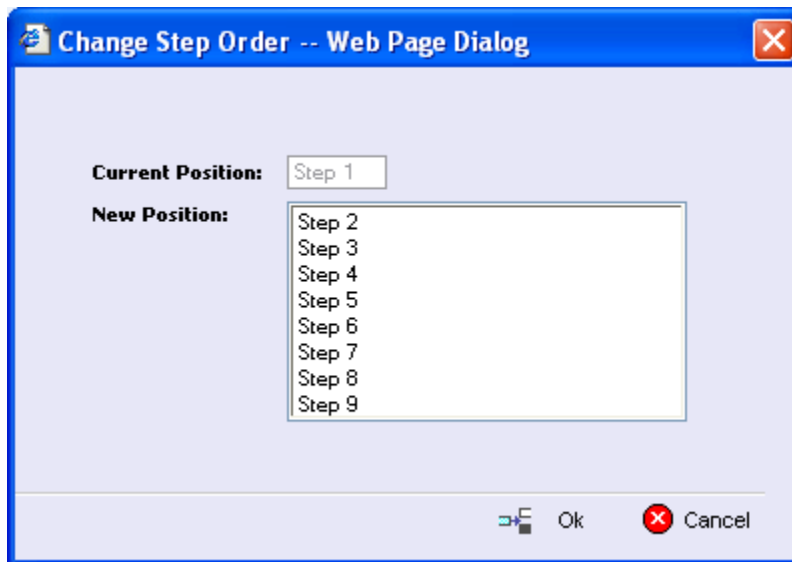 Change Step Order -- Web Page Dialog
Current Position: Step 1
New Position:
Step 2
Step 3
Step 4
Step 5
Step 6
Step 7
Step 8
Step 9
Ok Cancel